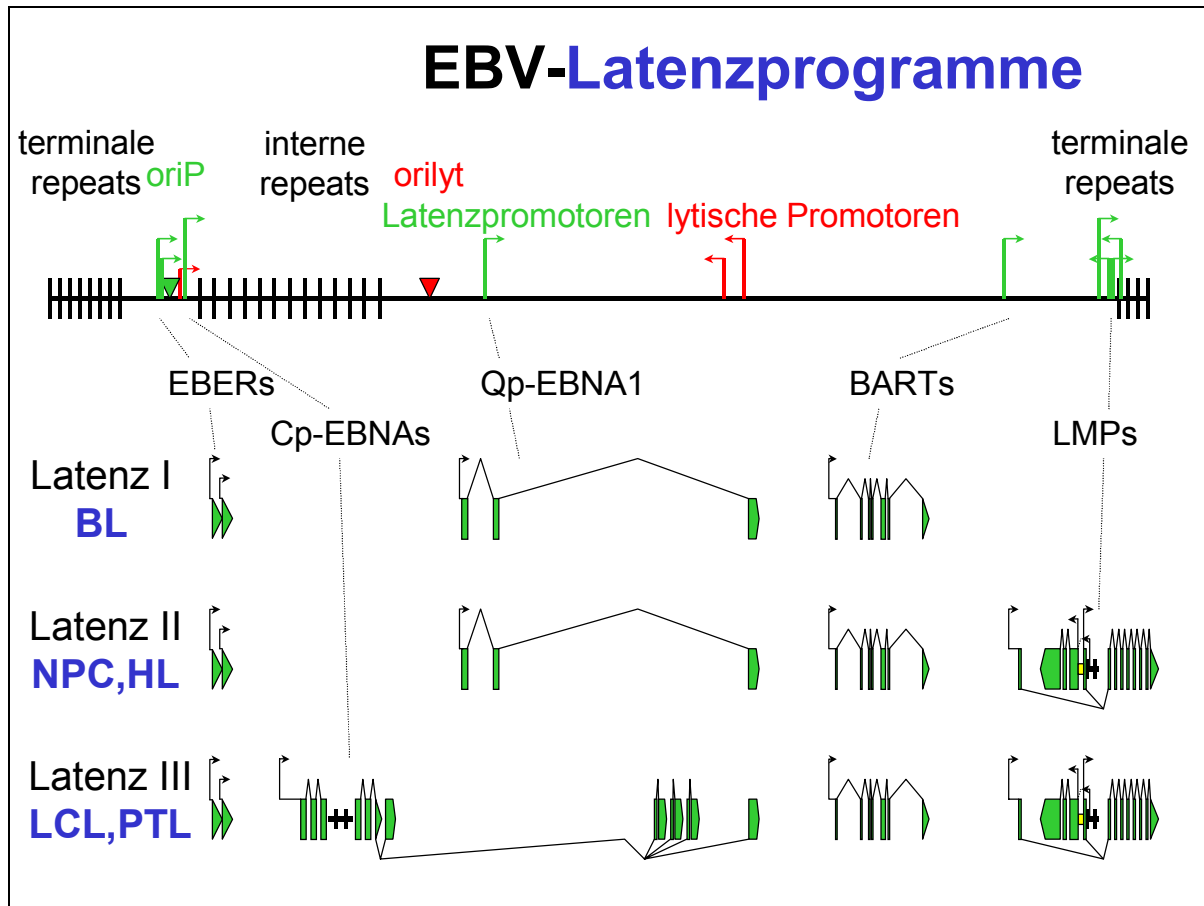 EBV-Latenzprogramme
terminale
repeats
oriP
interne
repeats
orilyt
Latenzpromotoren
lytische Promotoren
terminale
repeats
EBERs
Cp-EBNAs
Qp-EBNA1
BARTs
LMPs
Latenz I
BL
Latenz II
NPC,HL
Latenz III
LCL,PTL